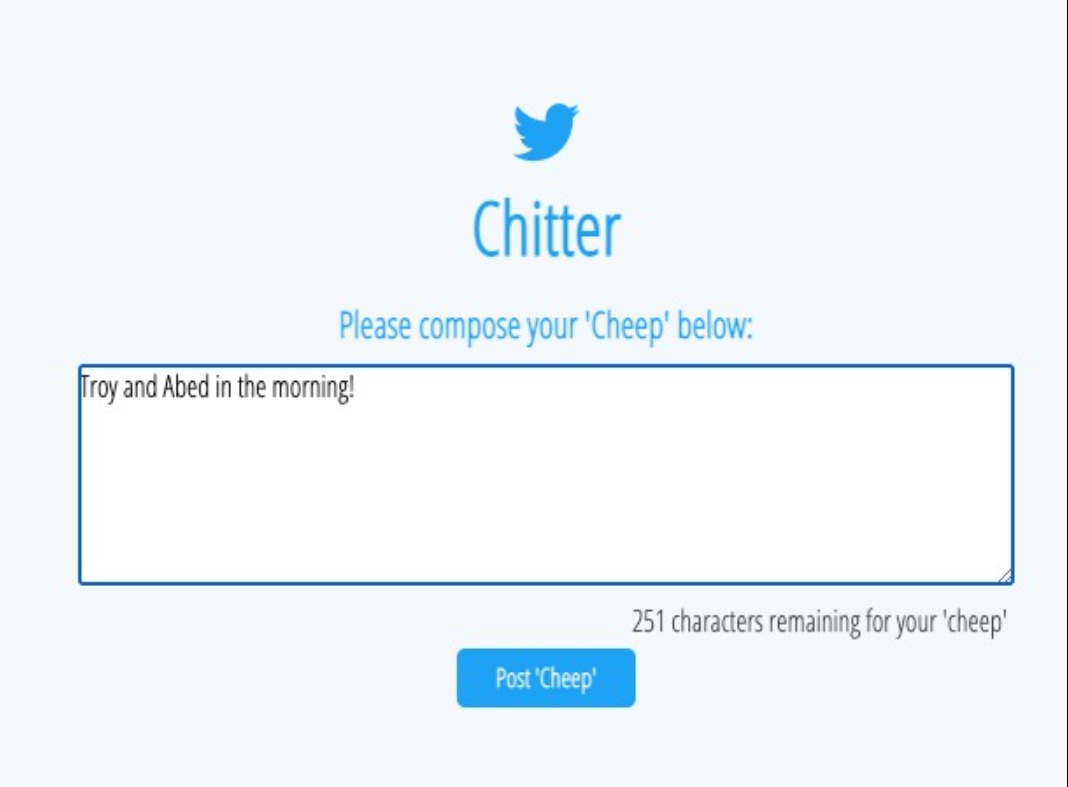 Chitter
Please compose your 'Cheep' below:
Troy and Abed in the morning!
251 characters remaining for your 'cheep'
Post 'Cheep'